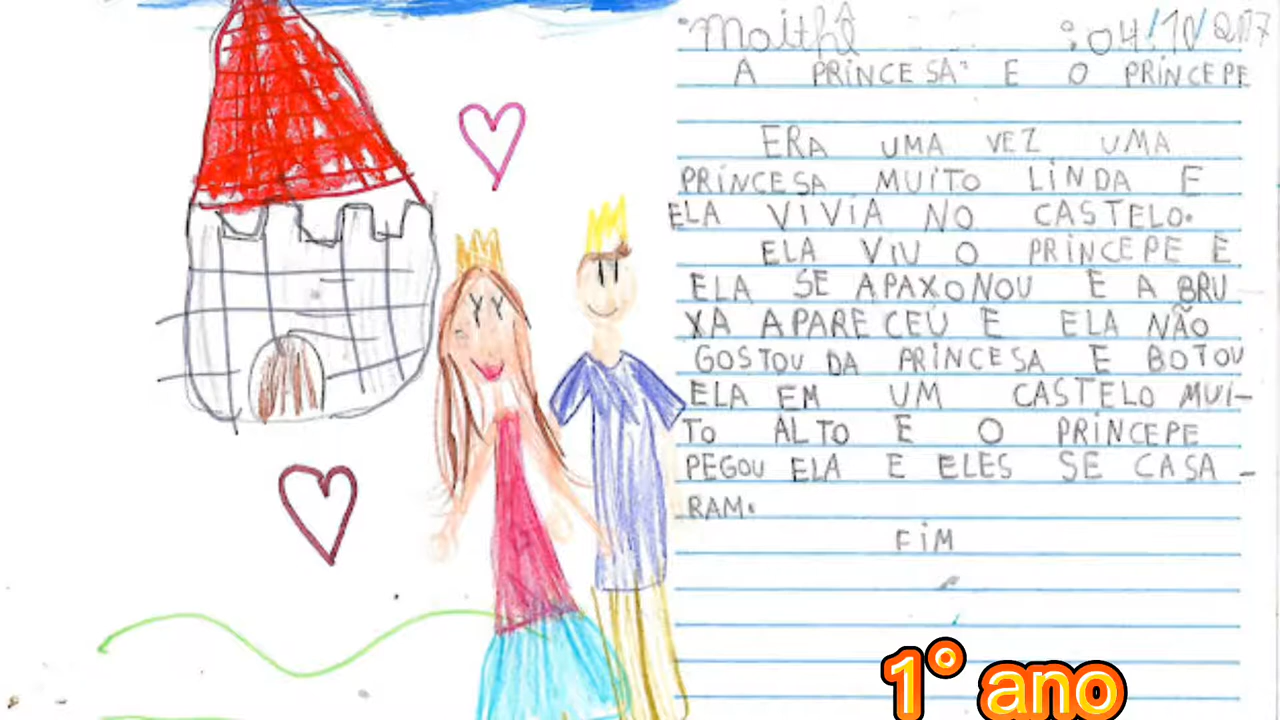 Maithê :04/10/2017
A PRINCESA E O PRINCEPE
ERA UMA VEZ UMA
PRINCESA MUITO LINDA E
ELA VIVIA NO CASTELO.
ELA VIU O PRINCEPE E
ELA SE APAXONOU E A BRU
XA APARECEU E ELA NÃO
GOSTOU DA PRINCESA E BOTOU
ELA EM UM CASTELO MUI-
TO ALTO E O PRINCEPE
PEGOU ELA E ELES SE CASA-
RAM.
FIM
1° ano